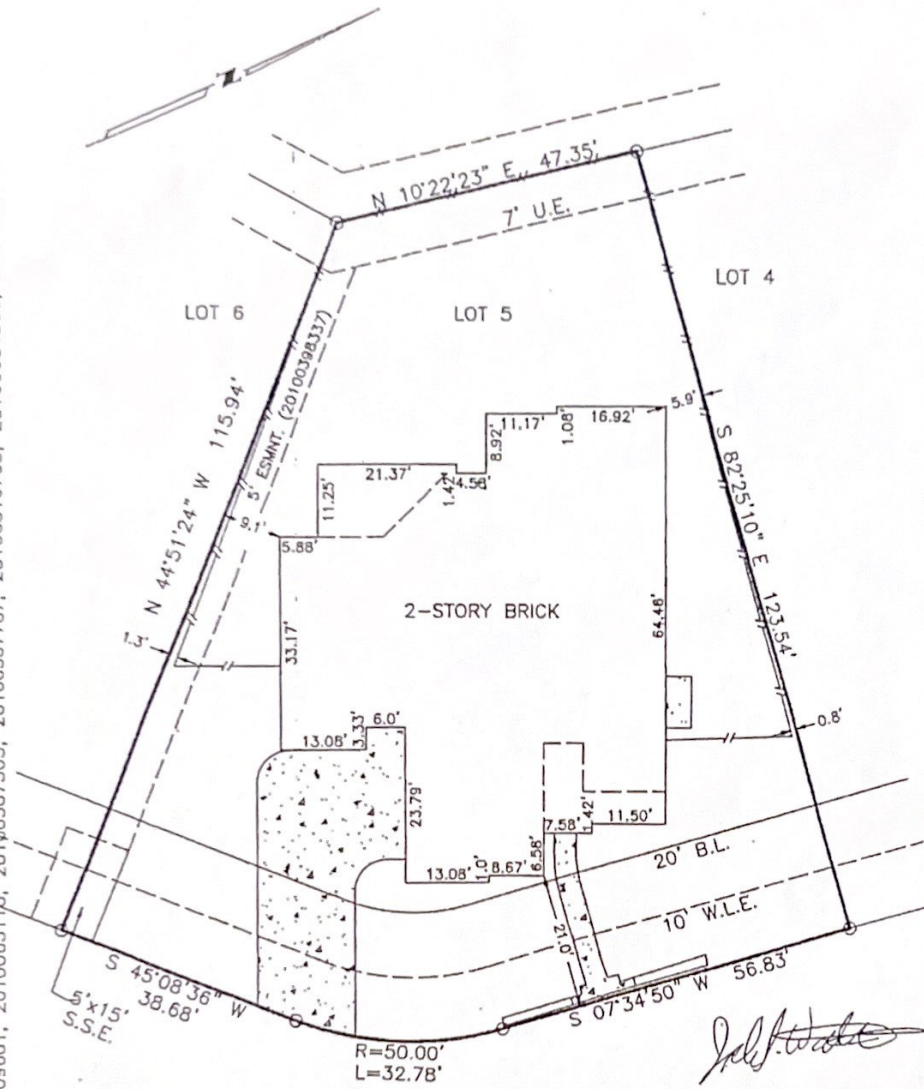 N
N 10°22'23" E 47.35'
7' U.E.
LOT 6
LOT 5
LOT 4
N 44°51'24" W 115.94'
5' ESMNT. (20100398337)
S 82°25'10" E 123.54'
5.9'
11.17'
1.08'
16.92'
8.92'
21.37'
1.42'
4.58'
11.25'
9.1'
5.88'
2-STORY BRICK
33.17'
64.48'
1.3'
0.8'
13.08'
3.33'
6.0'
23.79'
7.58'
1.42'
11.50'
13.08'
1.0'
8.67'
6.58'
20' B.L.
10' W.L.E.
21.0'
S 45°08'36" W
38.68'
5'x15'
S.S.E.
R=50.00'
L=32.78'
S 07°34'50" W 56.83'